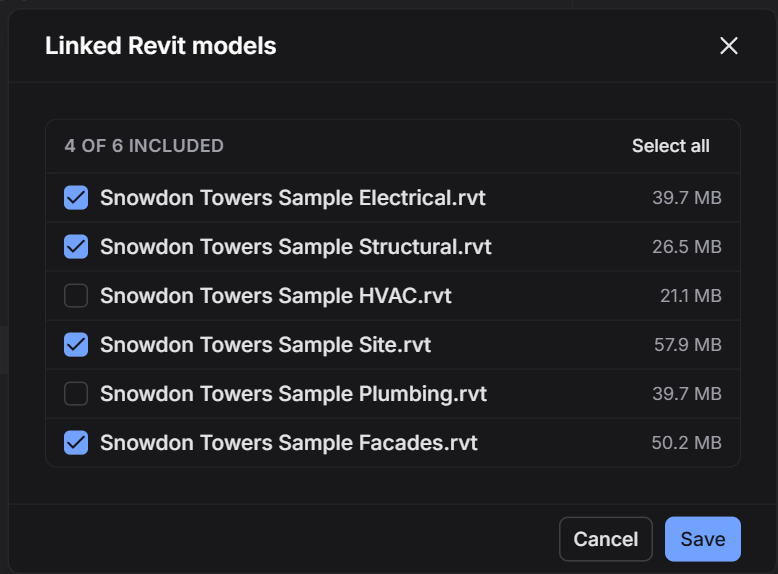 Linked Revit models
4 OF 6 INCLUDED Select all
Snowdon Towers Sample Electrical.rvt 39.7 MB
Snowdon Towers Sample Structural.rvt 26.5 MB
Snowdon Towers Sample HVAC.rvt 21.1 MB
Snowdon Towers Sample Site.rvt 57.9 MB
Snowdon Towers Sample Plumbing.rvt 39.7 MB
Snowdon Towers Sample Facades.rvt 50.2 MB
Cancel Save